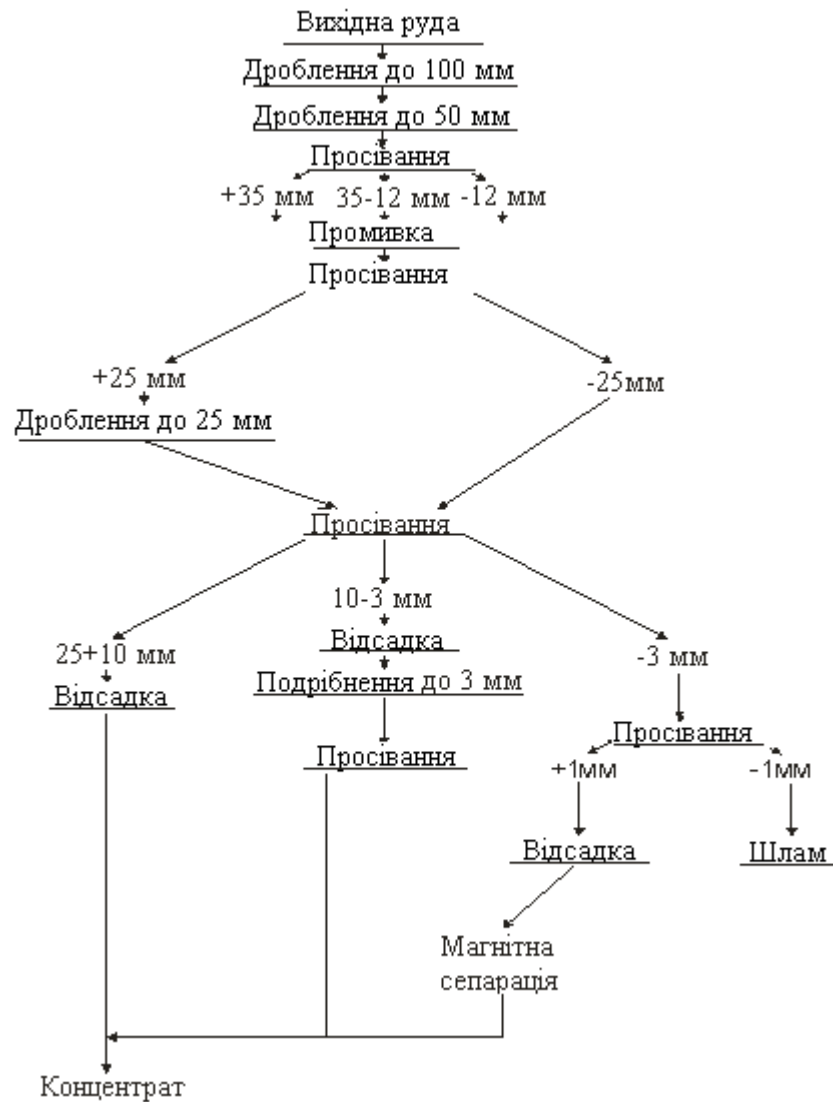 Вихідна руда
Дроблення до 100 мм
Дроблення до 50 мм
Просівання
+35 мм 35-12 мм -12 мм
Промивка
Просівання
+25 мм
-25мм
Дроблення до 25 мм
Просівання
10-3 мм
25+10 мм
Відсадка
-3 мм
Відсадка
Подрібнення до 3 мм
Просівання
Просівання
+1мм
-1мм
Відсадка
Шлам
Магнітна
сепарація
Концентрат